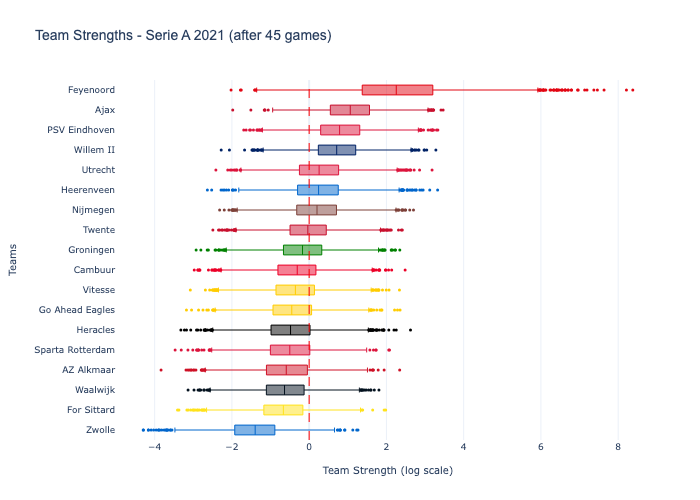 Team Strengths - Serie A 2021 (after 45 games)
Feyenoord
Ajax
PSV Eindhoven
Willem II
Utrecht
Heerenveen
Nijmegen
Twente
Groningen
Cambuur
Vitesse
Go Ahead Eagles
Heracles
Sparta Rotterdam
AZ Alkmaar
Waalwijk
For Sittard
Zwolle
Teams
−4 −2 0 2 4 6 8
Team Strength (log scale)